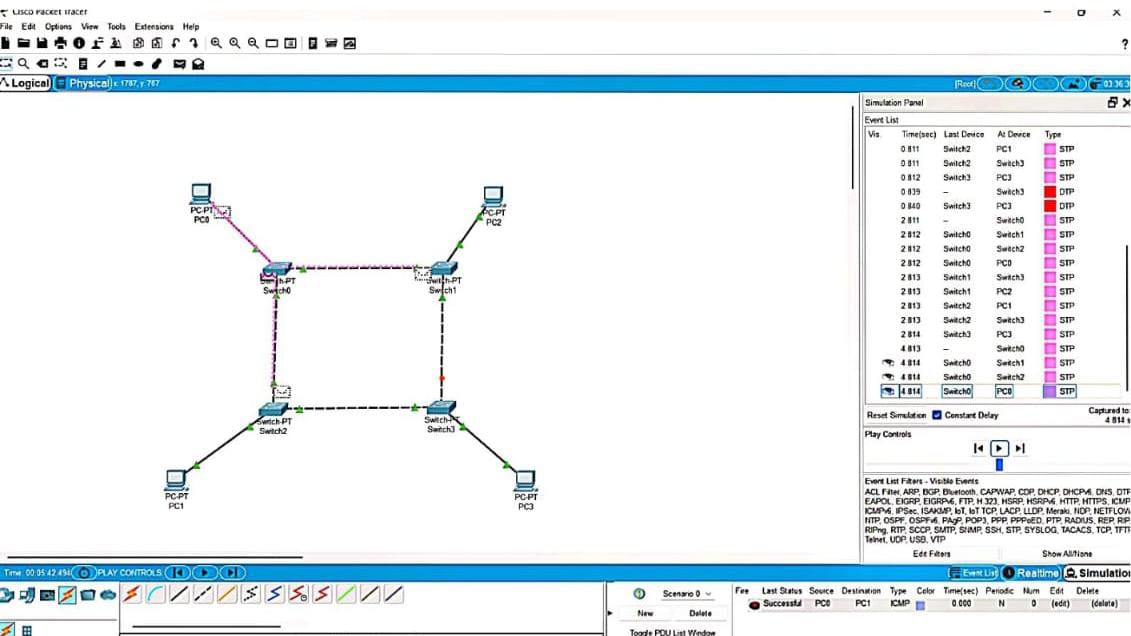 Cisco Packet Tracer
File Edit Options View Tools Extensions Help
?
Logical Physical x: 1787, y: 767 [Root] 03:36:3
Simulation Panel
Event List
Vis. Time(sec) Last Device At Device Type
0.811 Switch2 PC1 STP
0.811 Switch2 Switch3 STP
0.812 Switch3 PC3 STP
0.839 -- Switch3 DTP
0.840 Switch3 PC3 DTP
2.811 -- Switch0 STP
2.812 Switch0 Switch1 STP
2.812 Switch0 Switch2 STP
2.812 Switch0 PC0 STP
2.813 Switch1 Switch3 STP
2.813 Switch1 PC2 STP
2.813 Switch2 PC1 STP
2.813 Switch2 Switch3 STP
2.814 Switch3 PC3 STP
4.813 -- Switch0 STP
4.814 Switch0 Switch1 STP
4.814 Switch0 Switch2 STP
4.814 Switch0 PC0 STP
Reset Simulation Constant Delay Captured to:
4.814 s
Play Controls
Event List Filters - Visible Events
ACL Filter, ARP, BGP, Bluetooth, CAPWAP, CDP, DHCP, DHCPv6, DNS, DTP
EAPOL, EIGRP, EIGRPv6, FTP, H.323, HSRP, HSRPv6, HTTP, HTTPS, ICMP
ICMPv6, IPSec, ISAKMP, IoT, IoT TCP, LACP, LLDP, Meraki, NDP, NETFLOW
NTP, OSPF, OSPFv6, PAgP, POP3, PPP, PPPoED, PTP, RADIUS, REP, RIP
RIPng, RTP, SCCP, SMTP, SNMP, SSH, STP, SYSLOG, TACACS, TCP, TFTP
Telnet, UDP, USB, VTP
Edit Filters Show All/None
PC-PT
PC0
PC-PT
PC2
Switch-PT
Switch0
Switch-PT
Switch1
Switch-PT
Switch2
Switch-PT
Switch3
PC-PT
PC1
PC-PT
PC3
Time: 00:05:42.494 PLAY CONTROLS Event List Realtime Simulation
Scenario 0
New Delete
Toggle PDU List Window
Fire Last Status Source Destination Type Color Time(sec) Periodic Num Edit Delete
Successful PC0 PC1 ICMP 0.000 N 0 (edit) (delete)